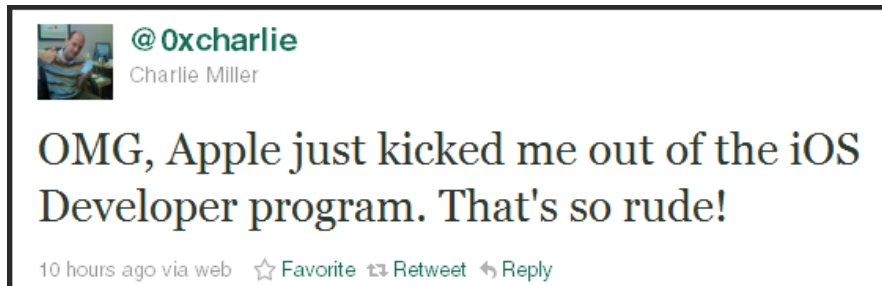 @0xcharlie
Charlie Miller
OMG, Apple just kicked me out of the iOS
Developer program. That's so rude!
10 hours ago via web Favorite Retweet Reply